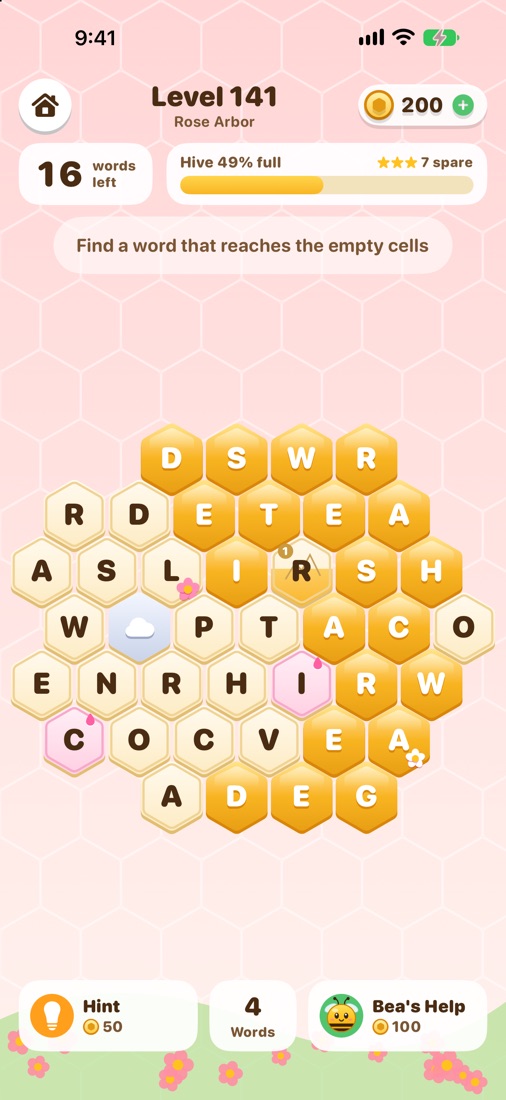 9:41
Level 141
Rose Arbor
200 +
16 words left
Hive 49% full
7 spare
Find a word that reaches the empty cells
D S W R
R D E T E A
A S L I R S H
1
W P T A C O
E N R H I R W
C O C V E A
A D E G
Hint
50
4
Words
Bea's Help
100